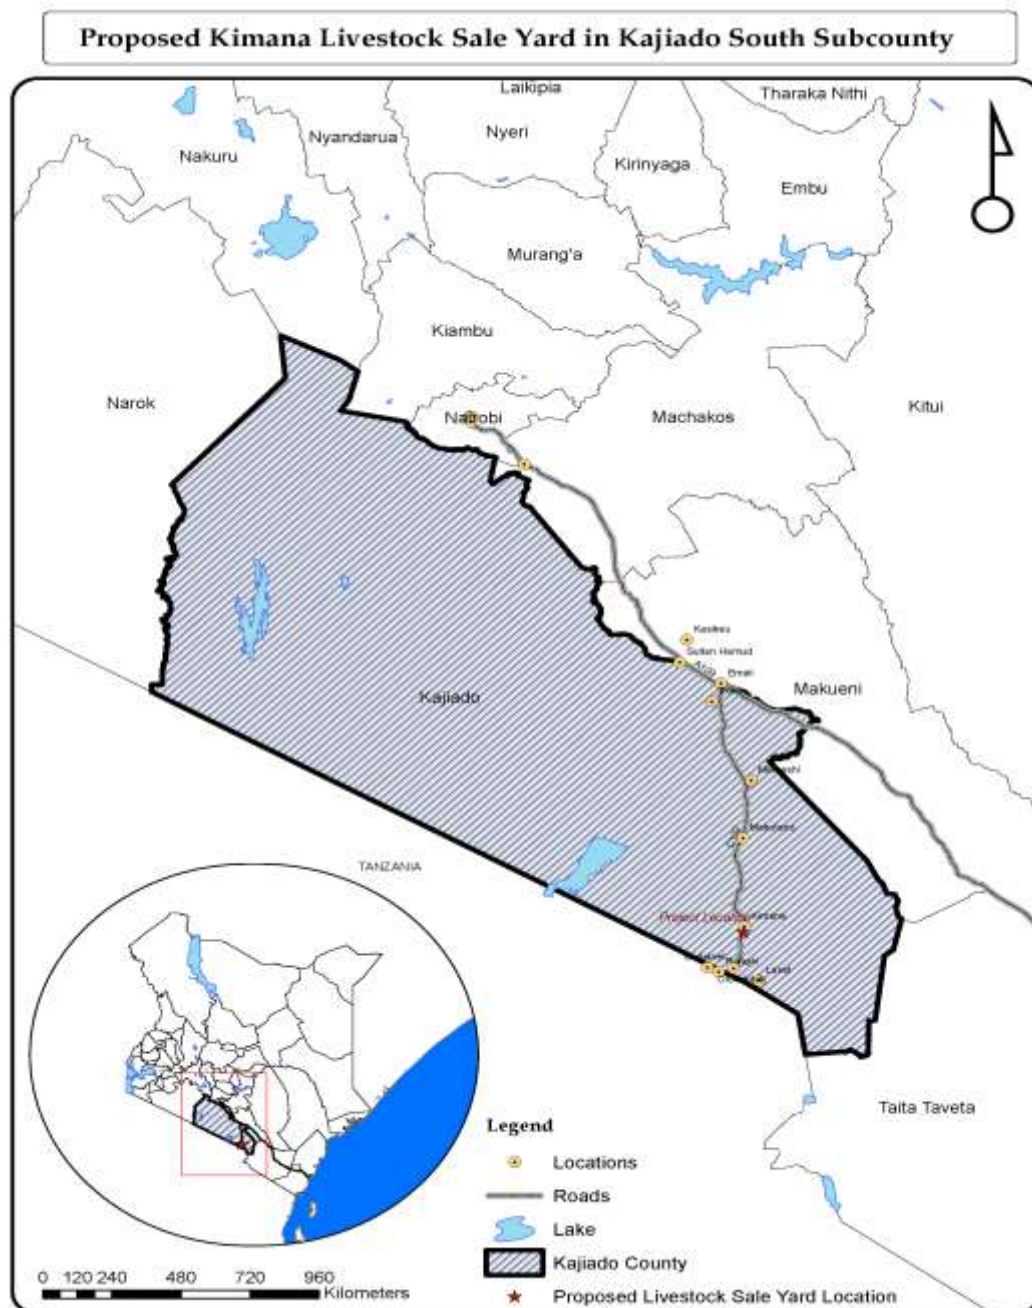 Proposed Kimana Livestock Sale Yard in Kajiado South Subcounty
Laikipia
Tharaka Nithi
Nyandarua
Nyeri
Nakuru
Kirinyaga
Embu
Murang'a
Kiambu
Narok
Nairobi
Machakos
Kitui
Sultan Hamud
Emali
Kajiado
Makueni
TANZANIA
Project Location
Taita Taveta
Legend
Locations
Roads
Lake
Kajiado County
Proposed Livestock Sale Yard Location
0 120 240 480 720 960
Kilometers